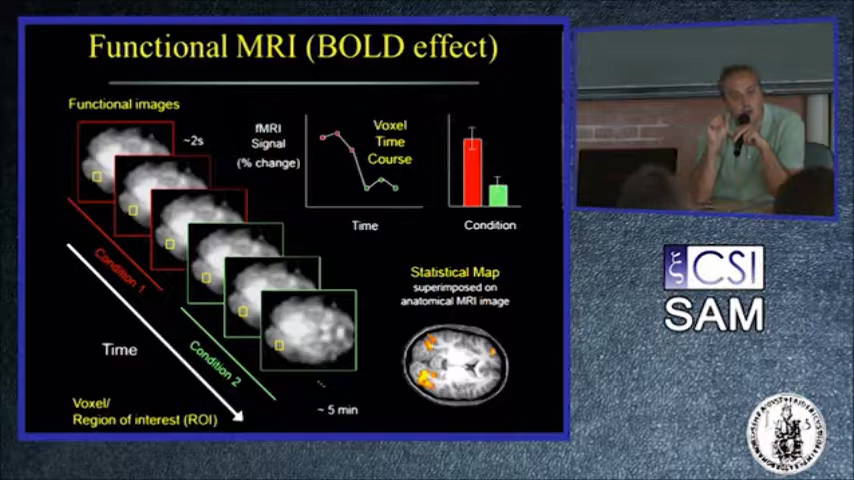 Functional MRI (BOLD effect)
Functional images
~2s
fMRI
Signal
(% change)
Voxel
Time
Course
Time
Condition
Condition 1
Condition 2
Time
Statistical Map
superimposed on
anatomical MRI image
...
~ 5 min
Voxel/
Region of interest (ROI)
ξCSI
SAM